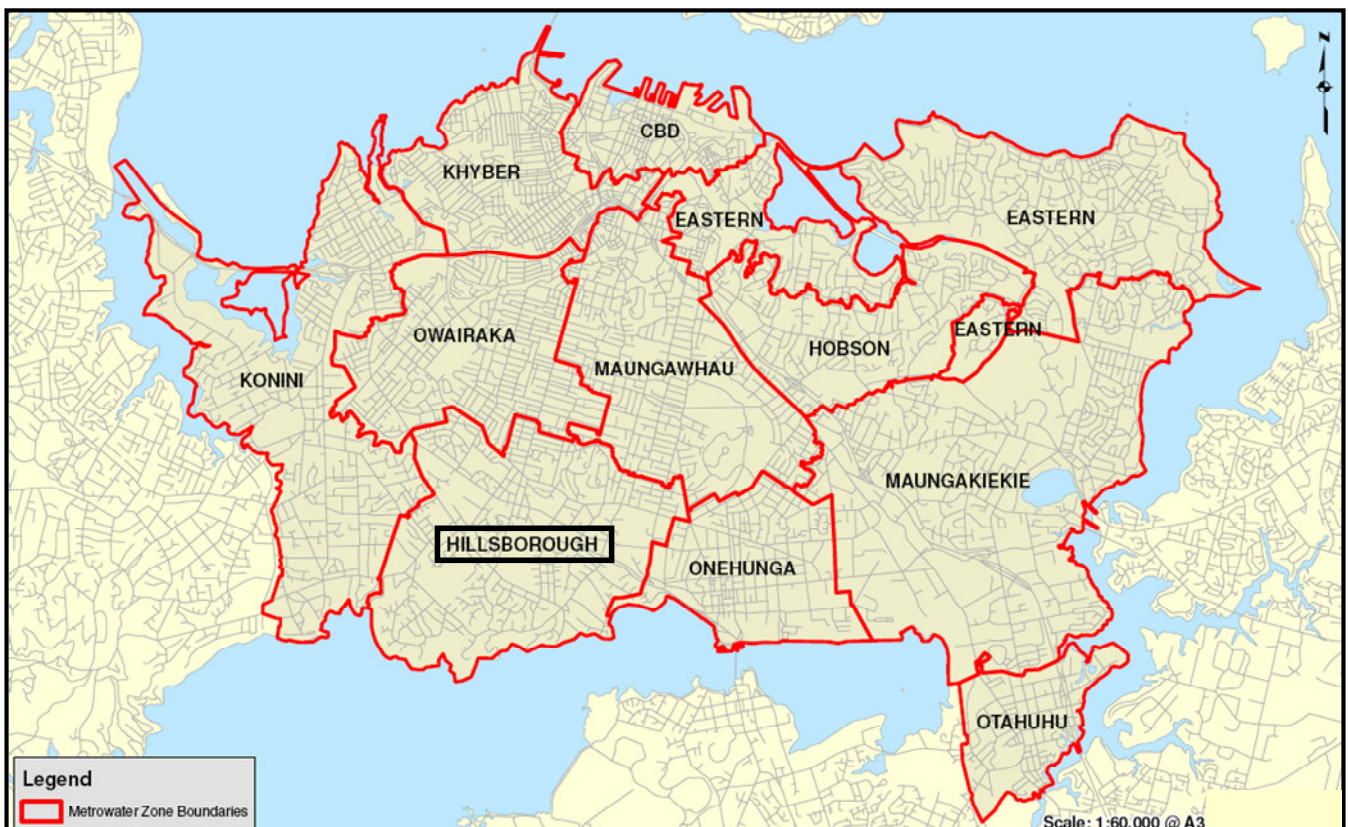 N
CBD
KHYBER
EASTERN
EASTERN
OWAIRAKA
EASTERN
HOBSON
MAUNGAWHAU
KONINI
MAUNGAKIEKIE
HILLSBOROUGH
ONEHUNGA
OTAHUHU
Legend
Metrowater Zone Boundaries
Scale: 1:60,000 @ A3